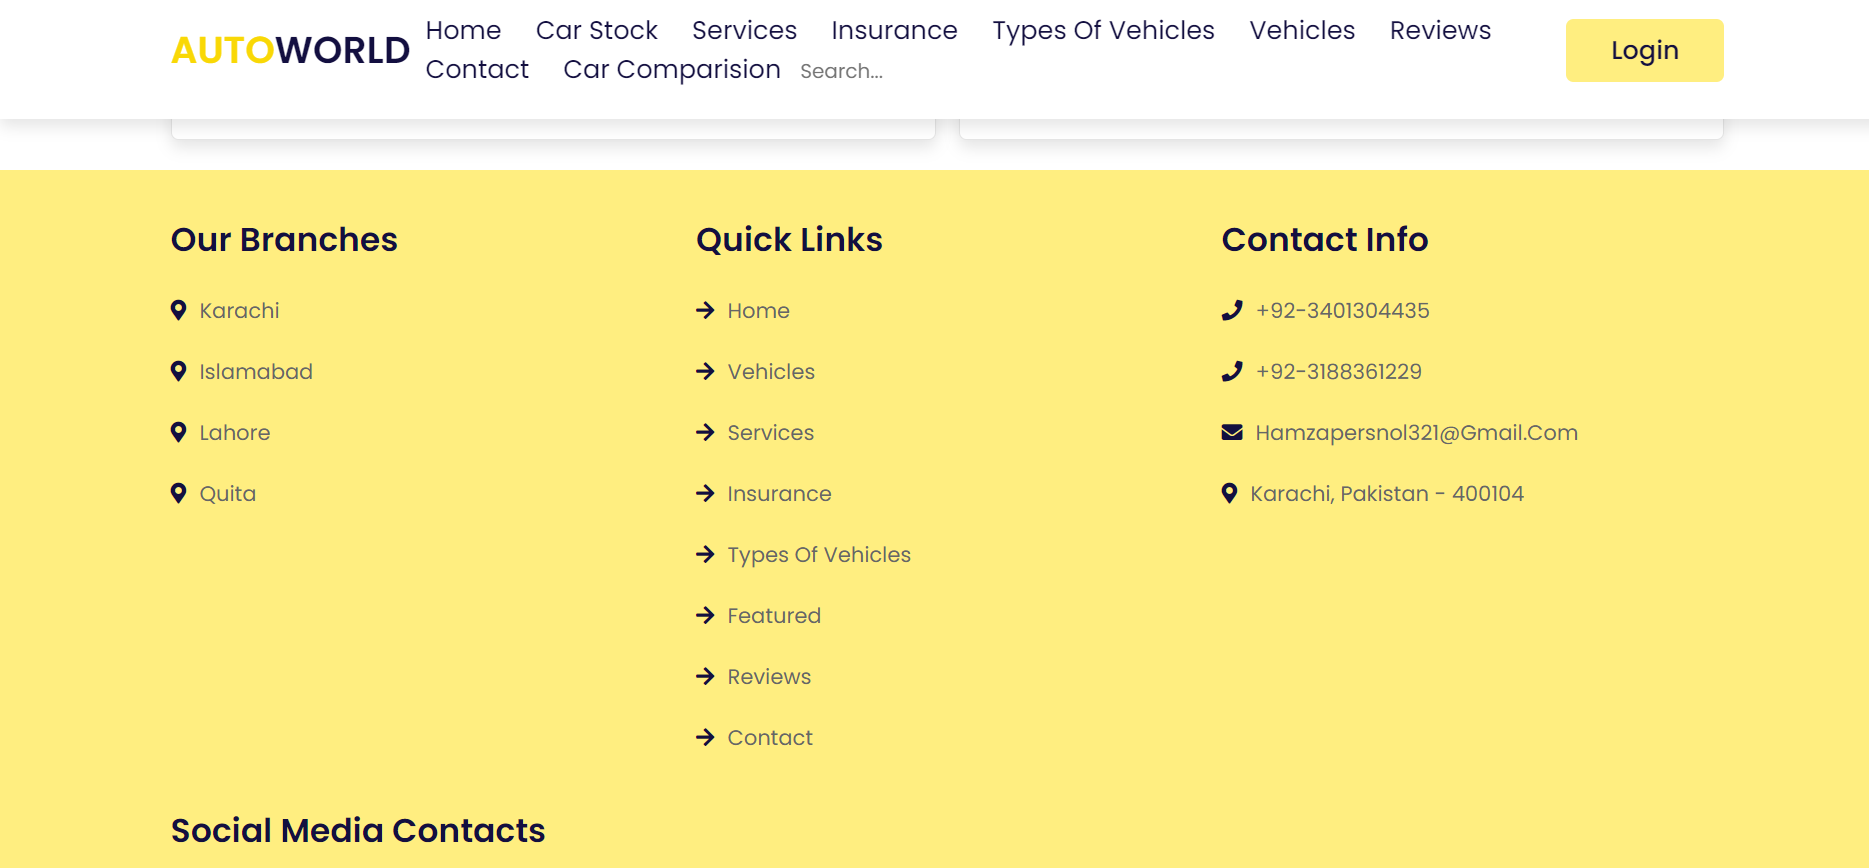 AUTOWORLD
Home Car Stock Services Insurance Types Of Vehicles Vehicles Reviews
Contact Car Comparision Search...
Login
Our Branches
Karachi
Islamabad
Lahore
Quita
Quick Links
Home
Vehicles
Services
Insurance
Types Of Vehicles
Featured
Reviews
Contact
Contact Info
+92-3401304435
+92-3188361229
Hamzapersnol321@Gmail.Com
Karachi, Pakistan - 400104
Social Media Contacts